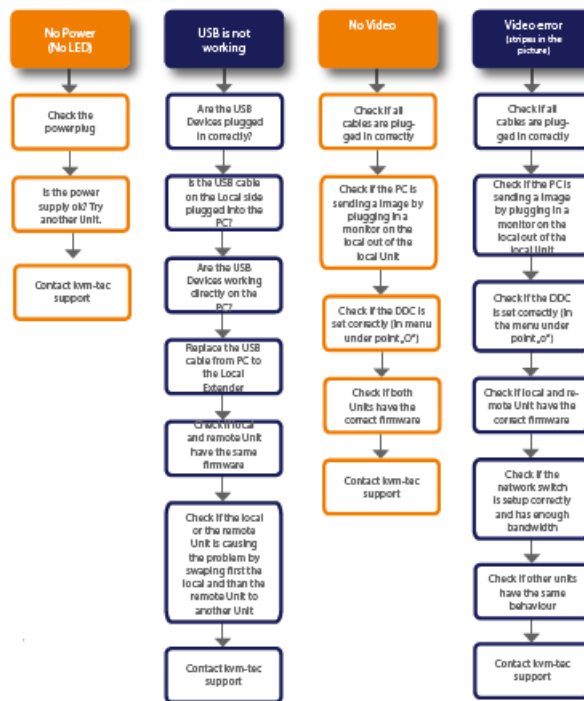 No Power
(No LED)
Check the
powerplug
Is the power
supply ok? Try
another Unit.
Contact kvm-tec
support
USB is not
working
Are the USB
Devices plugged
in correctly?
Is the USB cable
on the Local side
plugged into the
PC?
Are the USB
Devices working
directly on the
PC?
Replace the USB
cable from PC to
the Local
Extender
Check if local
and remote Unit
have the same
firmware
Check if the local
or the remote
Unit is causing
the problem by
swaping first the
local and than the
remote Unit to
another Unit
Contact kvm-tec
support
No Video
Check if all
cables are plug-
ged in correctly
Check if the PC is
sending a image
by plugging in a
monitor on the
local out of the
local Unit
Check if the DDC is
set correctly (in menu
under point „O“)
Check if both
Units have the
correct firmware
Contact kvm-tec
support
Video error
(stripes in the
picture)
Check if all
cables are plug-
ged in correctly
Check if the PC is
sending a image
by plugging in a
monitor on the
local out of the
local Unit
Check if the DDC
is set correctly (in
the menu under
point „o“)
Check if local and re-
mote Unit have the
correct firmware
Check if the
network switch
is setup correctly
and has enough
bandwidth
Check if other units
have the same
behaviour
Contact kvm-tec
support